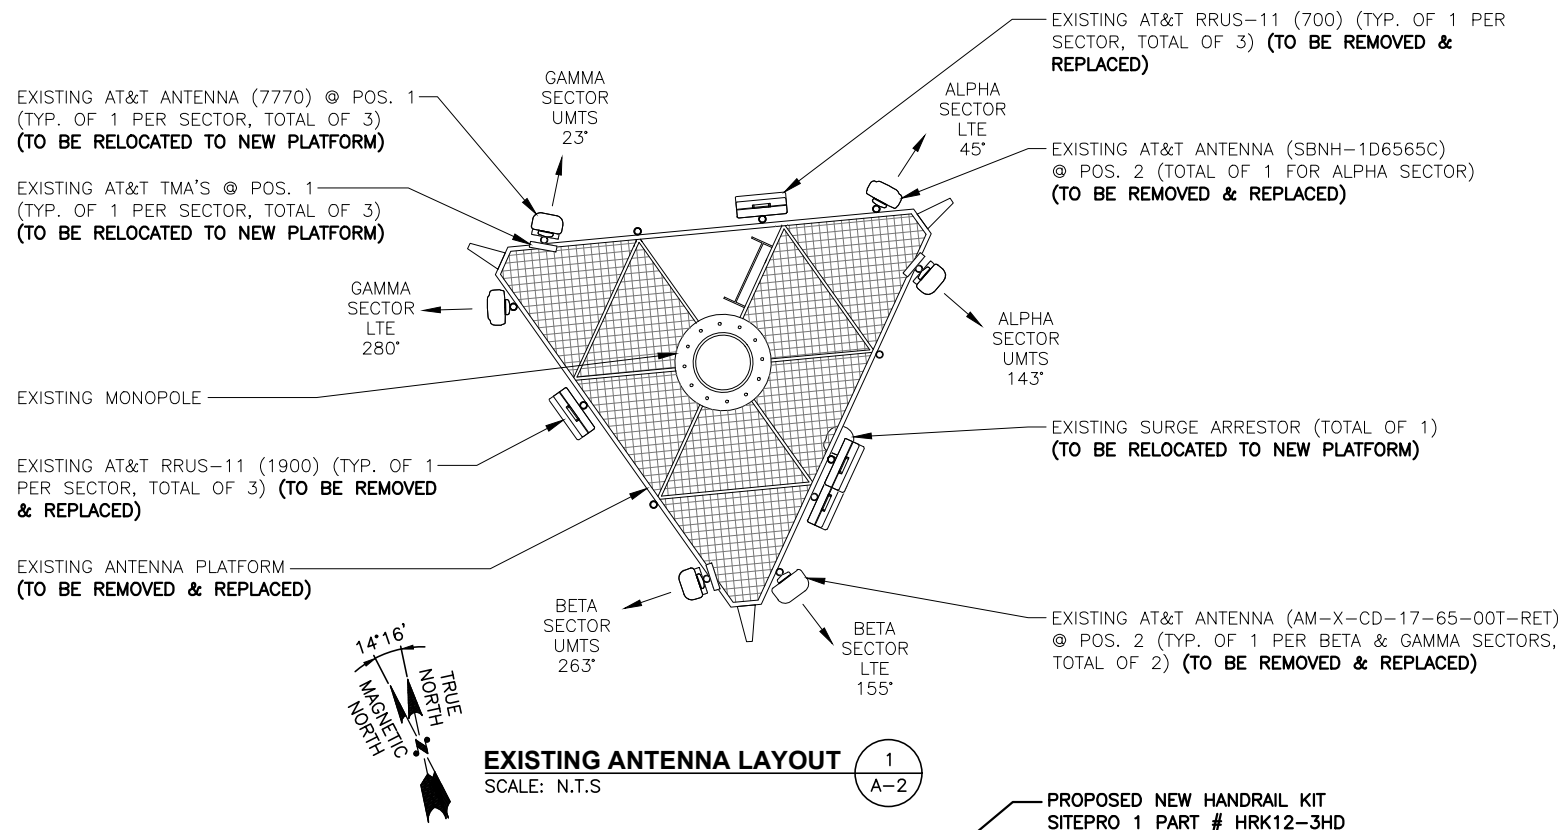 EXISTING AT&T RRUS-11 (700) (TYP. OF 1 PER
SECTOR, TOTAL OF 3) (TO BE REMOVED &
REPLACED)
GAMMA
SECTOR
UMTS
23°
ALPHA
SECTOR
LTE
45°
EXISTING AT&T ANTENNA (7770) @ POS. 1
(TYP. OF 1 PER SECTOR, TOTAL OF 3)
(TO BE RELOCATED TO NEW PLATFORM)
EXISTING AT&T ANTENNA (SBNH-1D6565C)
@ POS. 2 (TOTAL OF 1 FOR ALPHA SECTOR)
(TO BE REMOVED & REPLACED)
EXISTING AT&T TMA'S @ POS. 1
(TYP. OF 1 PER SECTOR, TOTAL OF 3)
(TO BE RELOCATED TO NEW PLATFORM)
GAMMA
SECTOR
LTE
280°
ALPHA
SECTOR
UMTS
143°
EXISTING MONOPOLE
EXISTING SURGE ARRESTOR (TOTAL OF 1)
(TO BE RELOCATED TO NEW PLATFORM)
EXISTING AT&T RRUS-11 (1900) (TYP. OF 1
PER SECTOR, TOTAL OF 3) (TO BE REMOVED
& REPLACED)
EXISTING ANTENNA PLATFORM
(TO BE REMOVED & REPLACED)
BETA
SECTOR
UMTS
263°
BETA
SECTOR
LTE
155°
EXISTING AT&T ANTENNA (AM-X-CD-17-65-00T-RET)
@ POS. 2 (TYP. OF 1 PER BETA & GAMMA SECTORS,
TOTAL OF 2) (TO BE REMOVED & REPLACED)
14°16'
TRUE
NORTH
MAGNETIC
NORTH
N
EXISTING ANTENNA LAYOUT
SCALE: N.T.S
1
A-2
PROPOSED NEW HANDRAIL KIT
SITEPRO 1 PART # HRK12-3HD